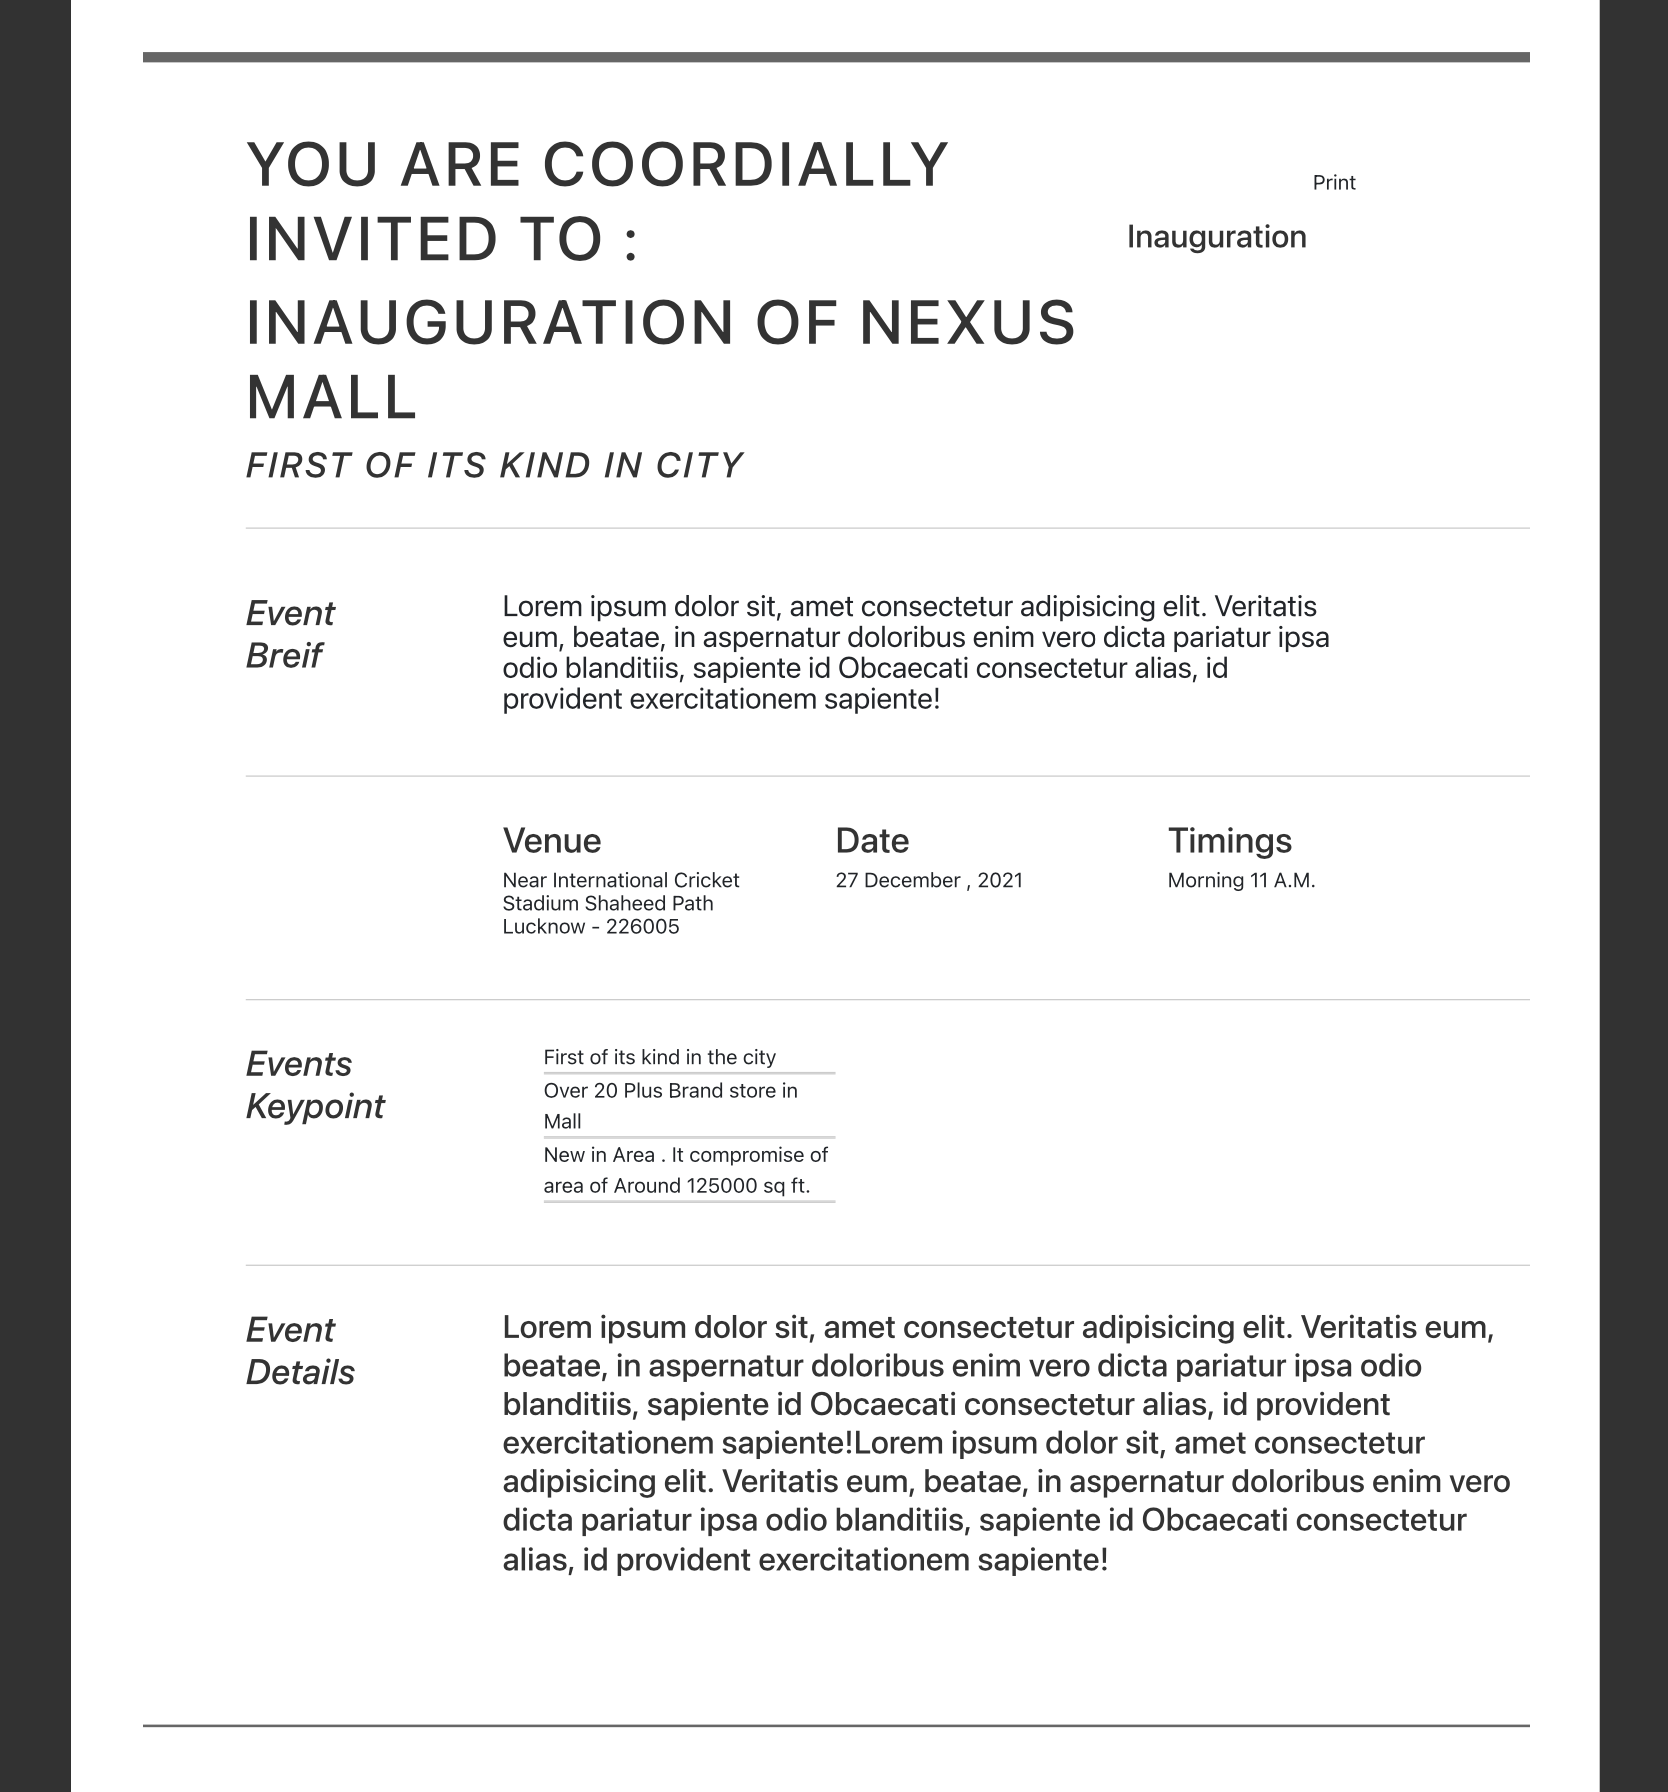 YOU ARE COORDIALLY
INVITED TO :
INAUGURATION OF NEXUS
MALL
FIRST OF ITS KIND IN CITY
Print
Inauguration
Event
Breif
Lorem ipsum dolor sit, amet consectetur adipisicing elit. Veritatis
eum, beatae, in aspernatur doloribus enim vero dicta pariatur ipsa
odio blanditiis, sapiente id Obcaecati consectetur alias, id
provident exercitationem sapiente!
Venue
Near International Cricket
Stadium Shaheed Path
Lucknow - 226005
Date
27 December , 2021
Timings
Morning 11 A.M.
Events
Keypoint
First of its kind in the city
Over 20 Plus Brand store in
Mall
New in Area . It compromise of
area of Around 125000 sq ft.
Event
Details
Lorem ipsum dolor sit, amet consectetur adipisicing elit. Veritatis eum,
beatae, in aspernatur doloribus enim vero dicta pariatur ipsa odio
blanditiis, sapiente id Obcaecati consectetur alias, id provident
exercitationem sapiente!Lorem ipsum dolor sit, amet consectetur
adipisicing elit. Veritatis eum, beatae, in aspernatur doloribus enim vero
dicta pariatur ipsa odio blanditiis, sapiente id Obcaecati consectetur
alias, id provident exercitationem sapiente!